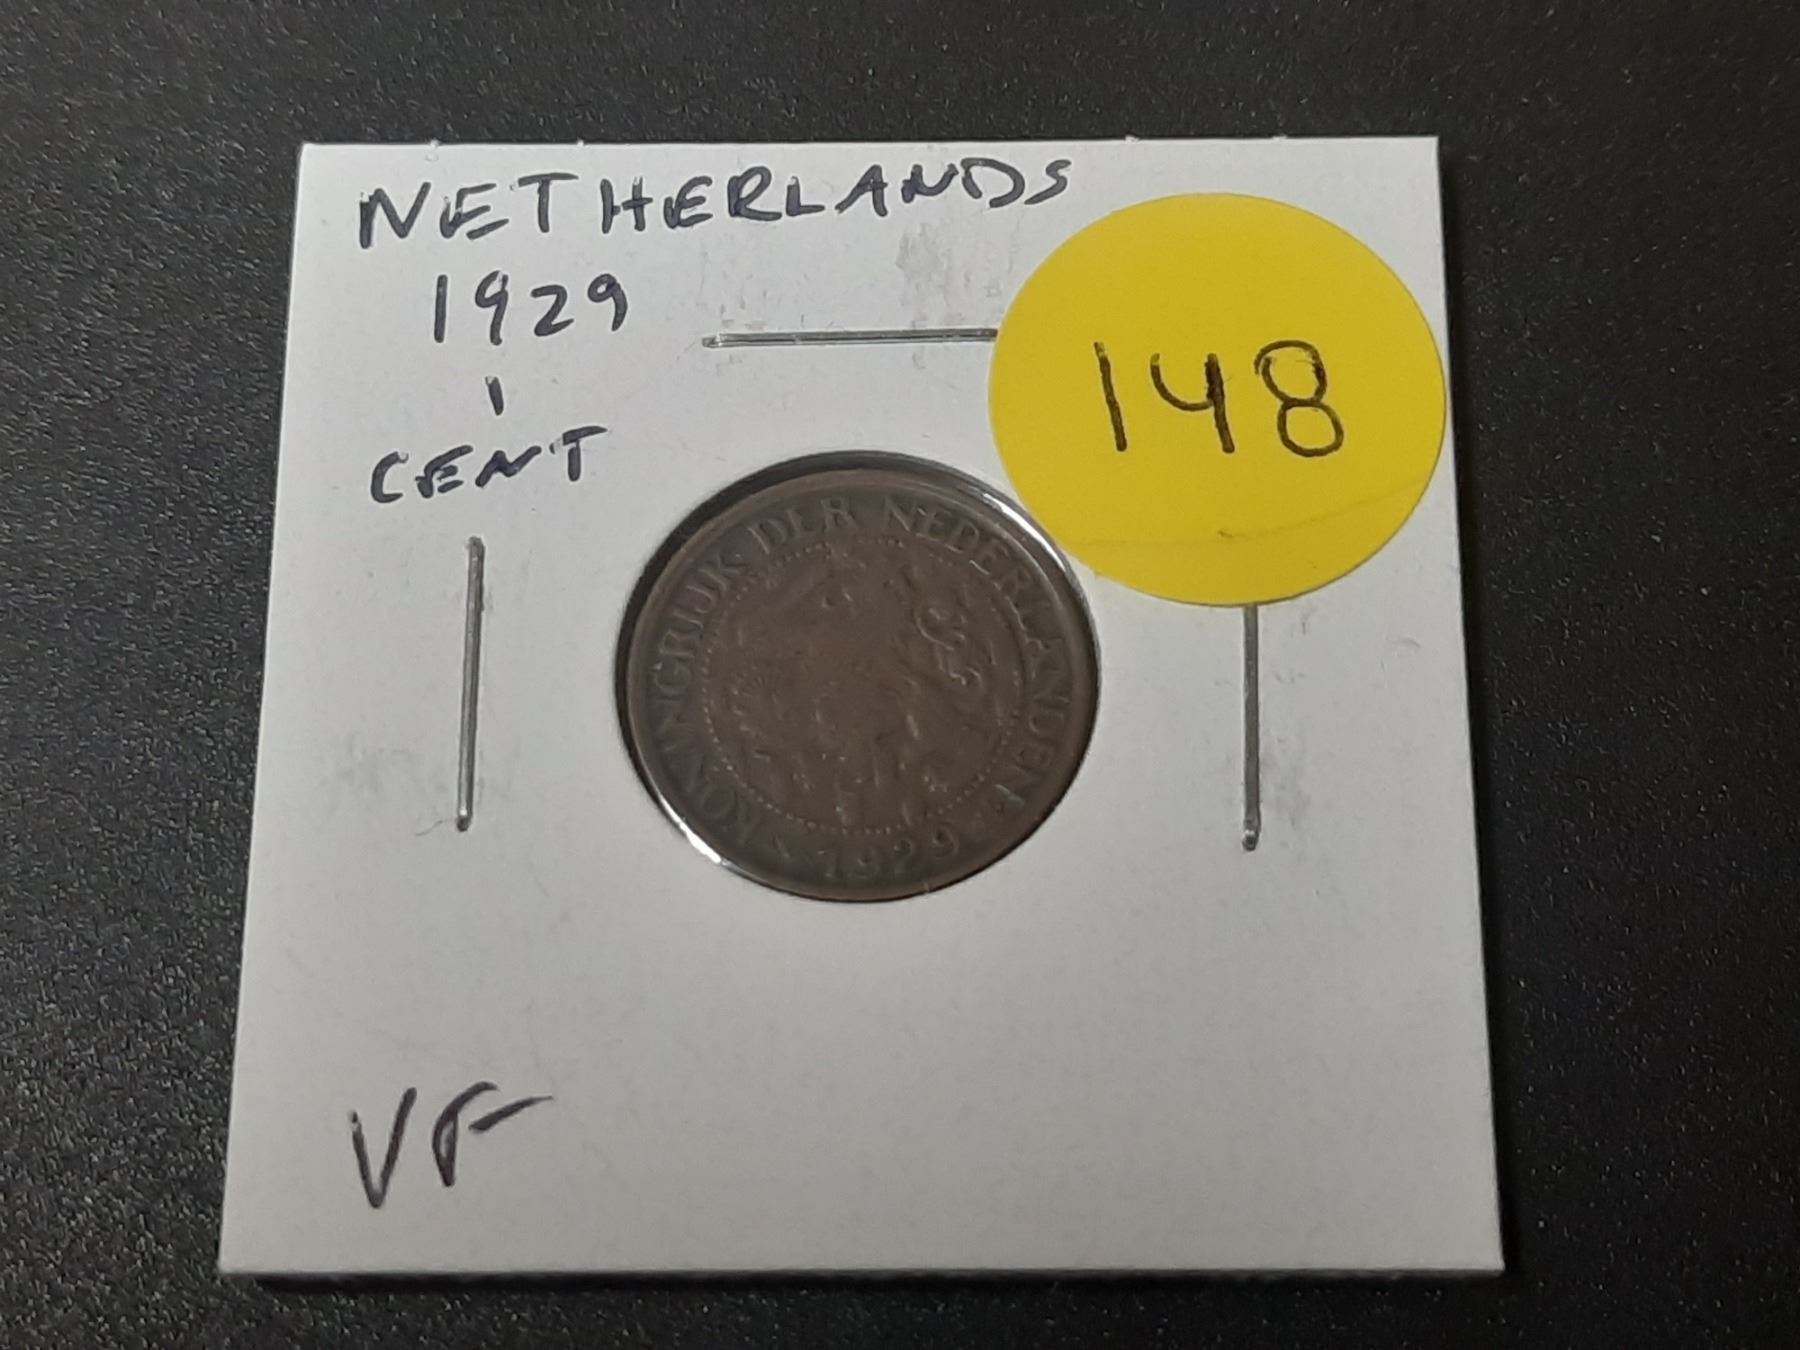 NETHERLANDS
1929
1
CENT
148
KONINGRIJK DER NEDERLANDEN
1929
VF